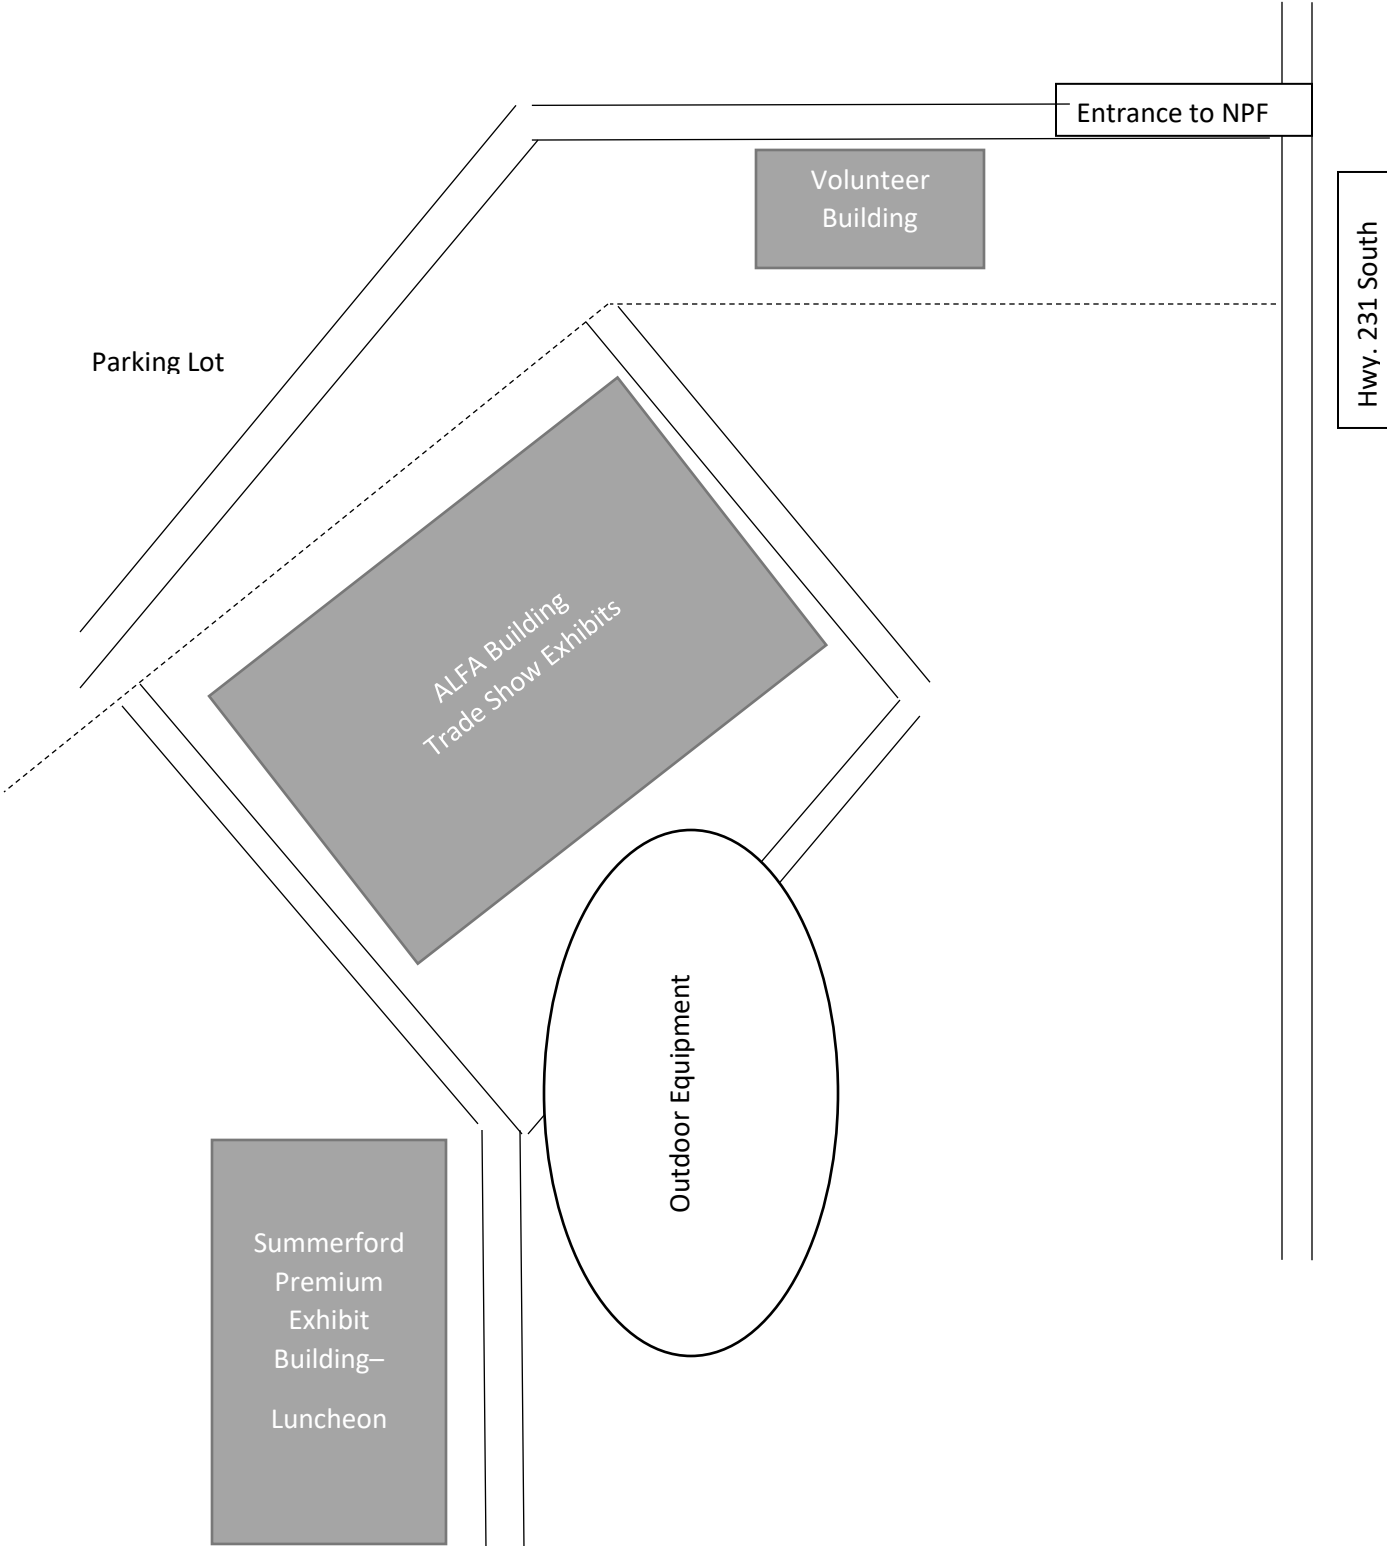 Entrance to NPF
Volunteer
Building
Hwy. 231 South
Parking Lot
ALFA Building
Trade Show Exhibits
Outdoor Equipment
Summerford
Premium
Exhibit
Building–
Luncheon